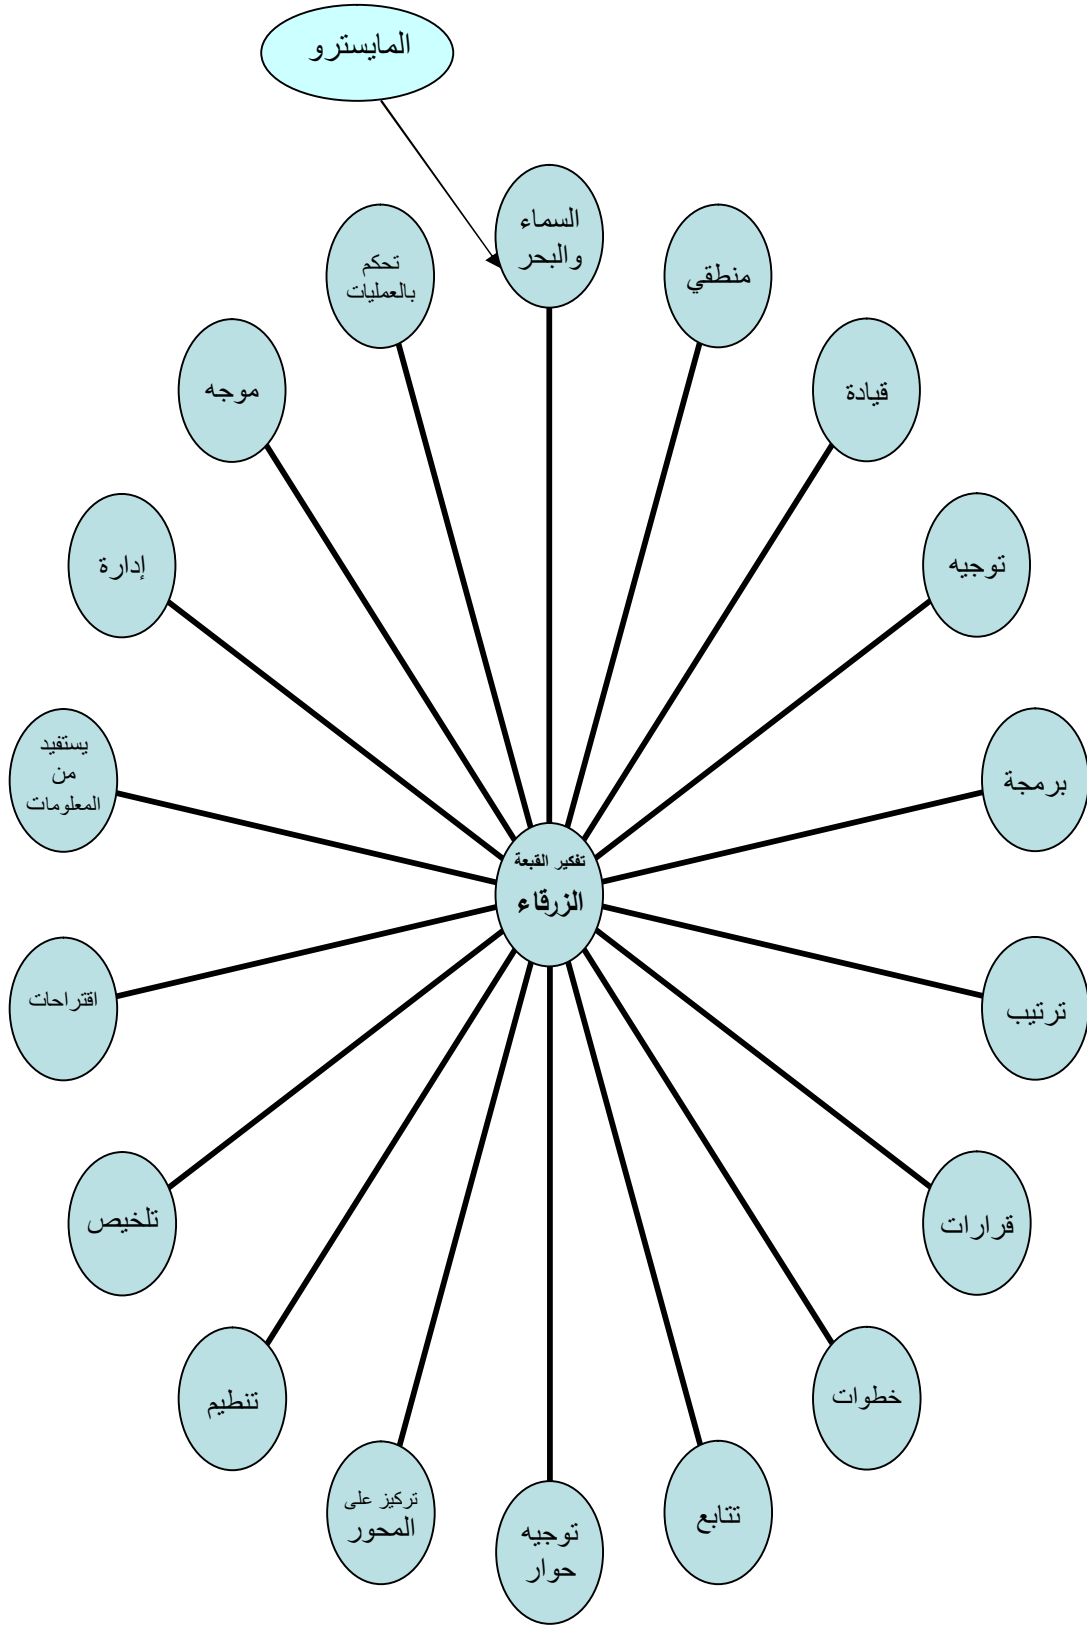 المايسترو
السماء
والبحر
منطقي
قيادة
توجيه
برمجة
ترتيب
قرارات
خطوات
تتابع
توجيه
حوار
تركيز على
المحور
تنطيم
تلخيص
اقتراحات
يستفيد
من
المعلومات
إدارة
موجه
تحكم
بالعمليات
تفكير القبعة
الزرقاء